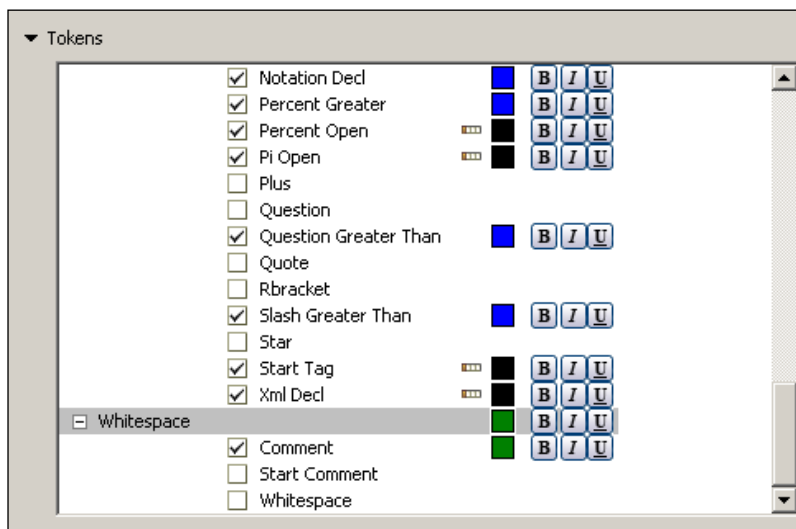 Tokens
Notation Decl B I U
Percent Greater B I U
Percent Open B I U
Pi Open B I U
Plus
Question
Question Greater Than B I U
Quote
Rbracket
Slash Greater Than B I U
Star
Start Tag B I U
Xml Decl B I U
Whitespace B I U
Comment B I U
Start Comment
Whitespace